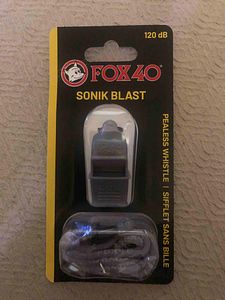 120 dB
FOX 40
SONIK BLAST
PEALESS WHISTLE | SIFFLET SANS BILLE